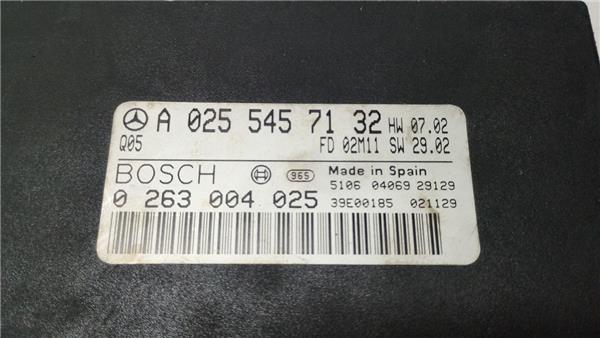 A 025 545 71 32 HW 07.02
Q05 FD 02M11 SW 29.02
BOSCH 965 Made in Spain
5106 04069 29129
0 263 004 025 39E00185 021129